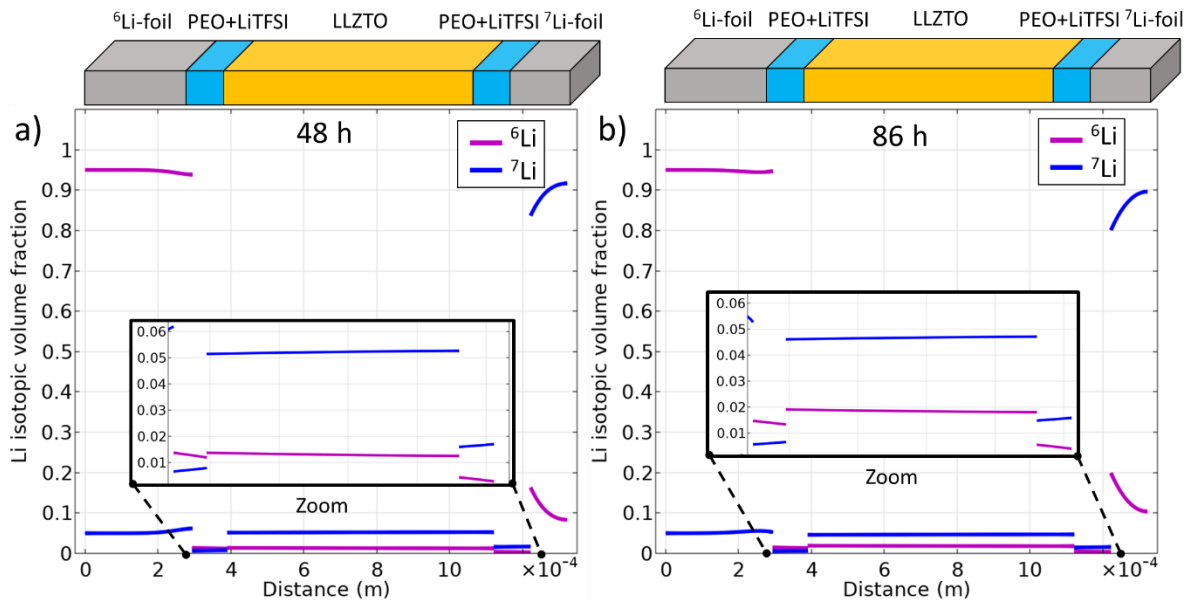 ⁶Li-foil PEO+LiTFSI LLZTO PEO+LiTFSI ⁷Li-foil
a)
48 h
⁶Li
⁷Li
Li isotopic volume fraction
1
0.9
0.8
0.7
0.6
0.5
0.4
0.3
0.2
0.1
0
0.06
0.05
0.04
0.03
0.02
0.01
Zoom
0 2 4 6 8 10 ×10⁻⁴
Distance (m)
⁶Li-foil PEO+LiTFSI LLZTO PEO+LiTFSI ⁷Li-foil
b)
86 h
⁶Li
⁷Li
Li isotopic volume fraction
1
0.9
0.8
0.7
0.6
0.5
0.4
0.3
0.2
0.1
0
0.06
0.05
0.04
0.03
0.02
0.01
Zoom
0 2 4 6 8 10 ×10⁻⁴
Distance (m)